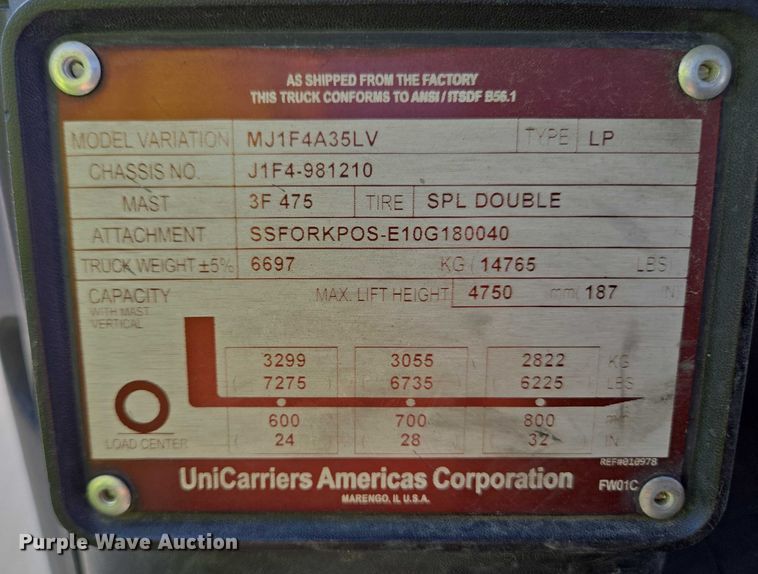 AS SHIPPED FROM THE FACTORY
THIS TRUCK CONFORMS TO ANSI / ITSDF B56.1
MODEL VARIATION MJ1F4A35LV TYPE LP
CHASSIS NO. J1F4-981210
MAST 3F 475 TIRE SPL DOUBLE
ATTACHMENT SSFORKPOS-E10G180040
TRUCK WEIGHT ±5% 6697 KG ( 14765 LBS
CAPACITY MAX. LIFT HEIGHT 4750 mm ( 187 IN
WITH MAST
VERTICAL
3299 3055 2822 KG
( 7275 ) ( 6735 ) ( 6225 ) LBS
600 700 800 mm
LOAD CENTER ( 24 ) ( 28 ) ( 32 ) IN
REF#010978
UniCarriers Americas Corporation FW01C
MARENGO, IL U.S.A.
Purple Wave Auction